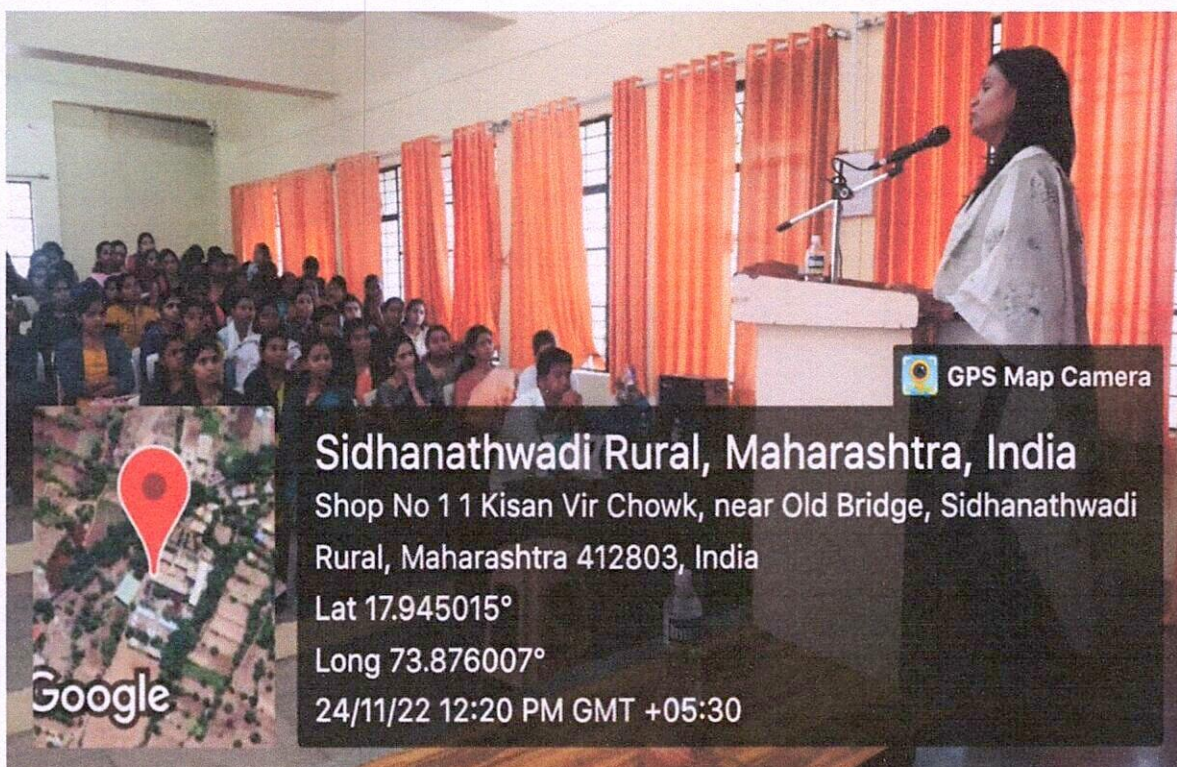 GPS Map Camera
Sidhanathwadi Rural, Maharashtra, India
Shop No 1 1 Kisan Vir Chowk, near Old Bridge, Sidhanathwadi
Rural, Maharashtra 412803, India
Lat 17.945015°
Long 73.876007°
24/11/22 12:20 PM GMT +05:30
Google